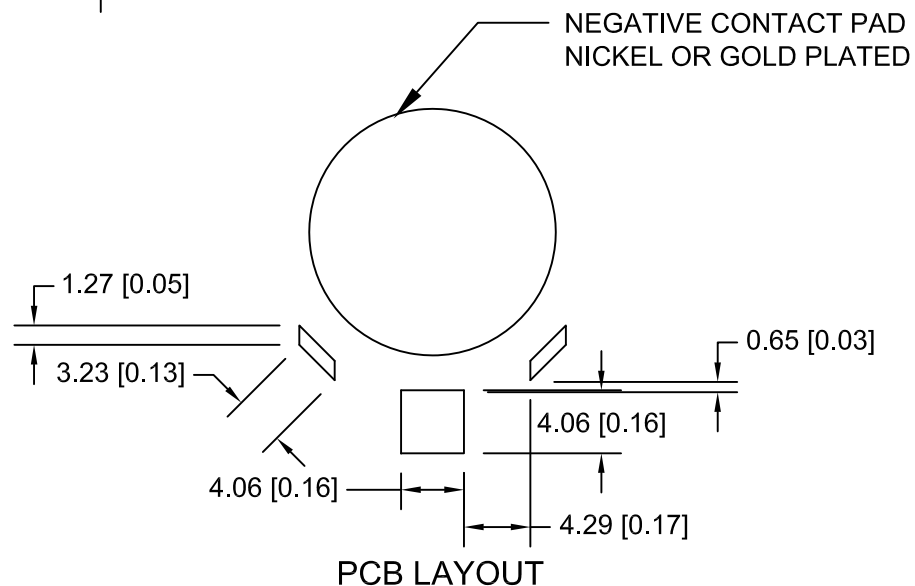 NEGATIVE CONTACT PAD
NICKEL OR GOLD PLATED
1.27 [0.05]
0.65 [0.03]
3.23 [0.13]
4.06 [0.16]
4.06 [0.16]
4.29 [0.17]
PCB LAYOUT